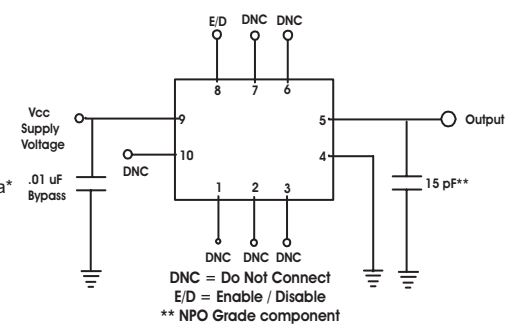 E/D DNC DNC
8 7 6
Vcc
Supply
Voltage
9
5
Output
10
4
DNC
a*
.01 uF
Bypass
15 pF**
1 2 3
DNC DNC DNC
DNC = Do Not Connect
E/D = Enable / Disable
** NPO Grade component